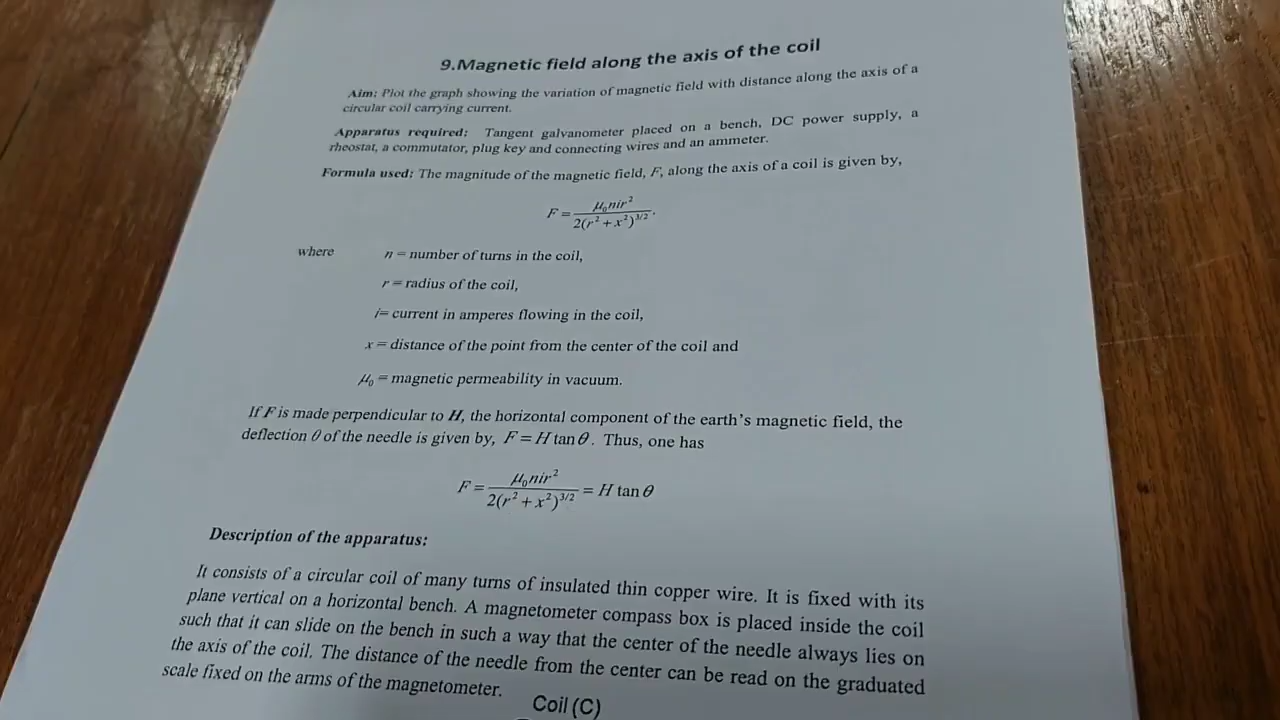 9.Magnetic field along the axis of the coil
Aim: Plot the graph showing the variation of magnetic field with distance along the axis of a
circular coil carrying current.
Apparatus required: Tangent galvanometer placed on a bench, DC power supply, a
rheostat, a commutator, plug key and connecting wires and an ammeter.
Formula used: The magnitude of the magnetic field, F, along the axis of a coil is given by,
F = μ₀nir² / 2(r² + x²)^3/2 .
where n = number of turns in the coil,
r = radius of the coil,
i= current in amperes flowing in the coil,
x = distance of the point from the center of the coil and
μ₀ = magnetic permeability in vacuum.
If F is made perpendicular to H, the horizontal component of the earth's magnetic field, the
deflection θ of the needle is given by, F = H tan θ . Thus, one has
F = μ₀nir² / 2(r² + x²)^3/2 = H tan θ
Description of the apparatus:
It consists of a circular coil of many turns of insulated thin copper wire. It is fixed with its
plane vertical on a horizontal bench. A magnetometer compass box is placed inside the coil
such that it can slide on the bench in such a way that the center of the needle always lies on
the axis of the coil. The distance of the needle from the center can be read on the graduated
scale fixed on the arms of the magnetometer.
Coil (C)